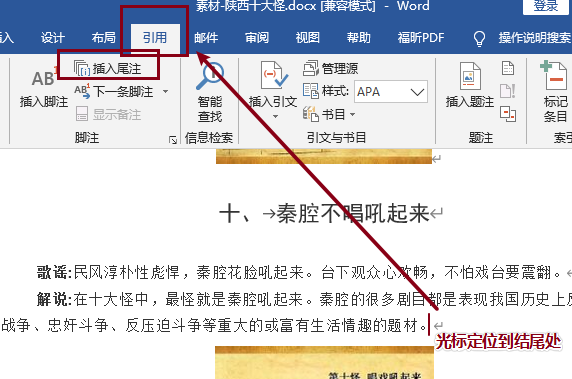 素材-陕西十大怪.docx [兼容模式] - Word
登录
插入 设计 布局 引用 邮件 审阅 视图 帮助 福昕PDF 操作说明搜索
AB¹ 插入尾注 管理源
下一条脚注 样式: APA
插入脚注 显示备注 智能查找 插入引文 书目 插入题注 标记条目
脚注 信息检索 引文与书目 题注
十、→秦腔不唱吼起来
歌谣:民风淳朴性彪悍，秦腔花脸吼起来。台下观众心欢畅，不怕戏台要震翻。
解说:在十大怪中，最怪就是秦腔吼起来。秦腔的很多剧目都是表现我国历史上
战争、忠奸斗争、反压迫斗争等重大的或富有生活情趣的题材。
光标定位到结尾处
第十怪 唱戏吼起来